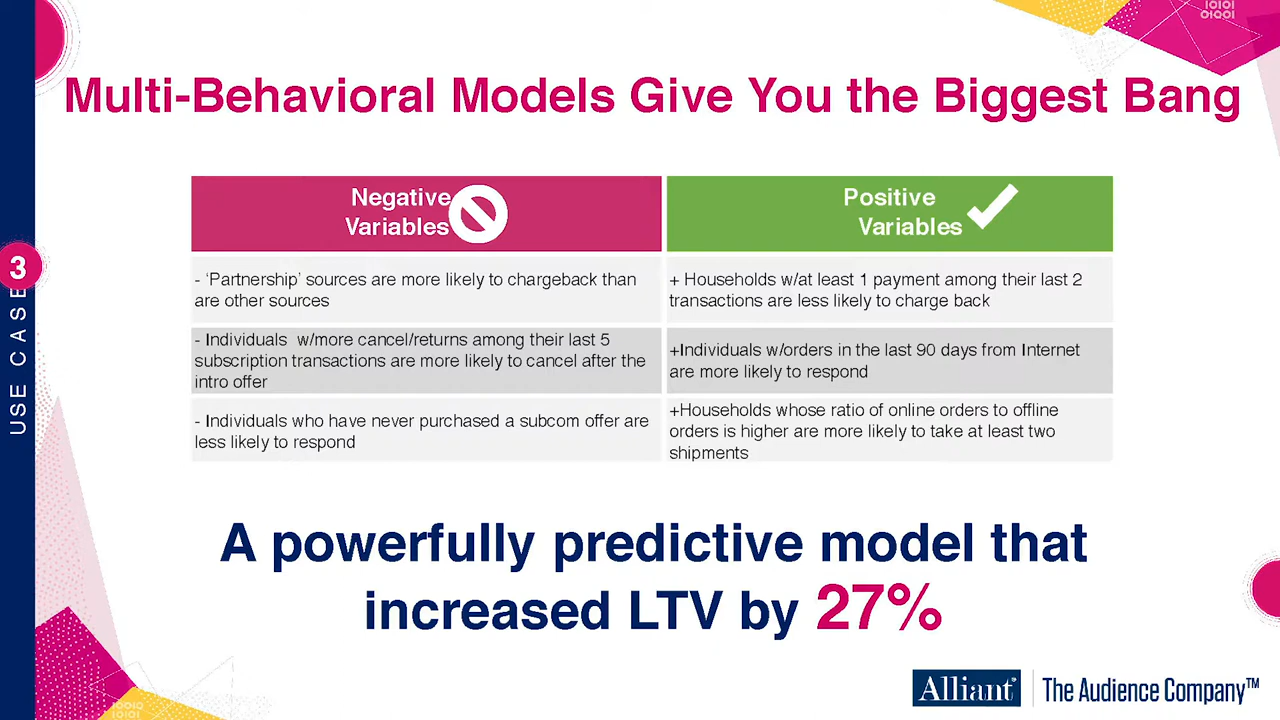 10101
01001
Multi-Behavioral Models Give You the Biggest Bang
Negative
Variables
Positive
Variables
- ‘Partnership’ sources are more likely to chargeback than
are other sources
+ Households w/at least 1 payment among their last 2
transactions are less likely to charge back
- Individuals w/more cancel/returns among their last 5
subscription transactions are more likely to cancel after the
intro offer
+Individuals w/orders in the last 90 days from Internet
are more likely to respond
- Individuals who have never purchased a subcom offer are
less likely to respond
+Households whose ratio of online orders to offline
orders is higher are more likely to take at least two
shipments
USE CASE 3
A powerfully predictive model that
increased LTV by 27%
Alliant
The Audience Company™